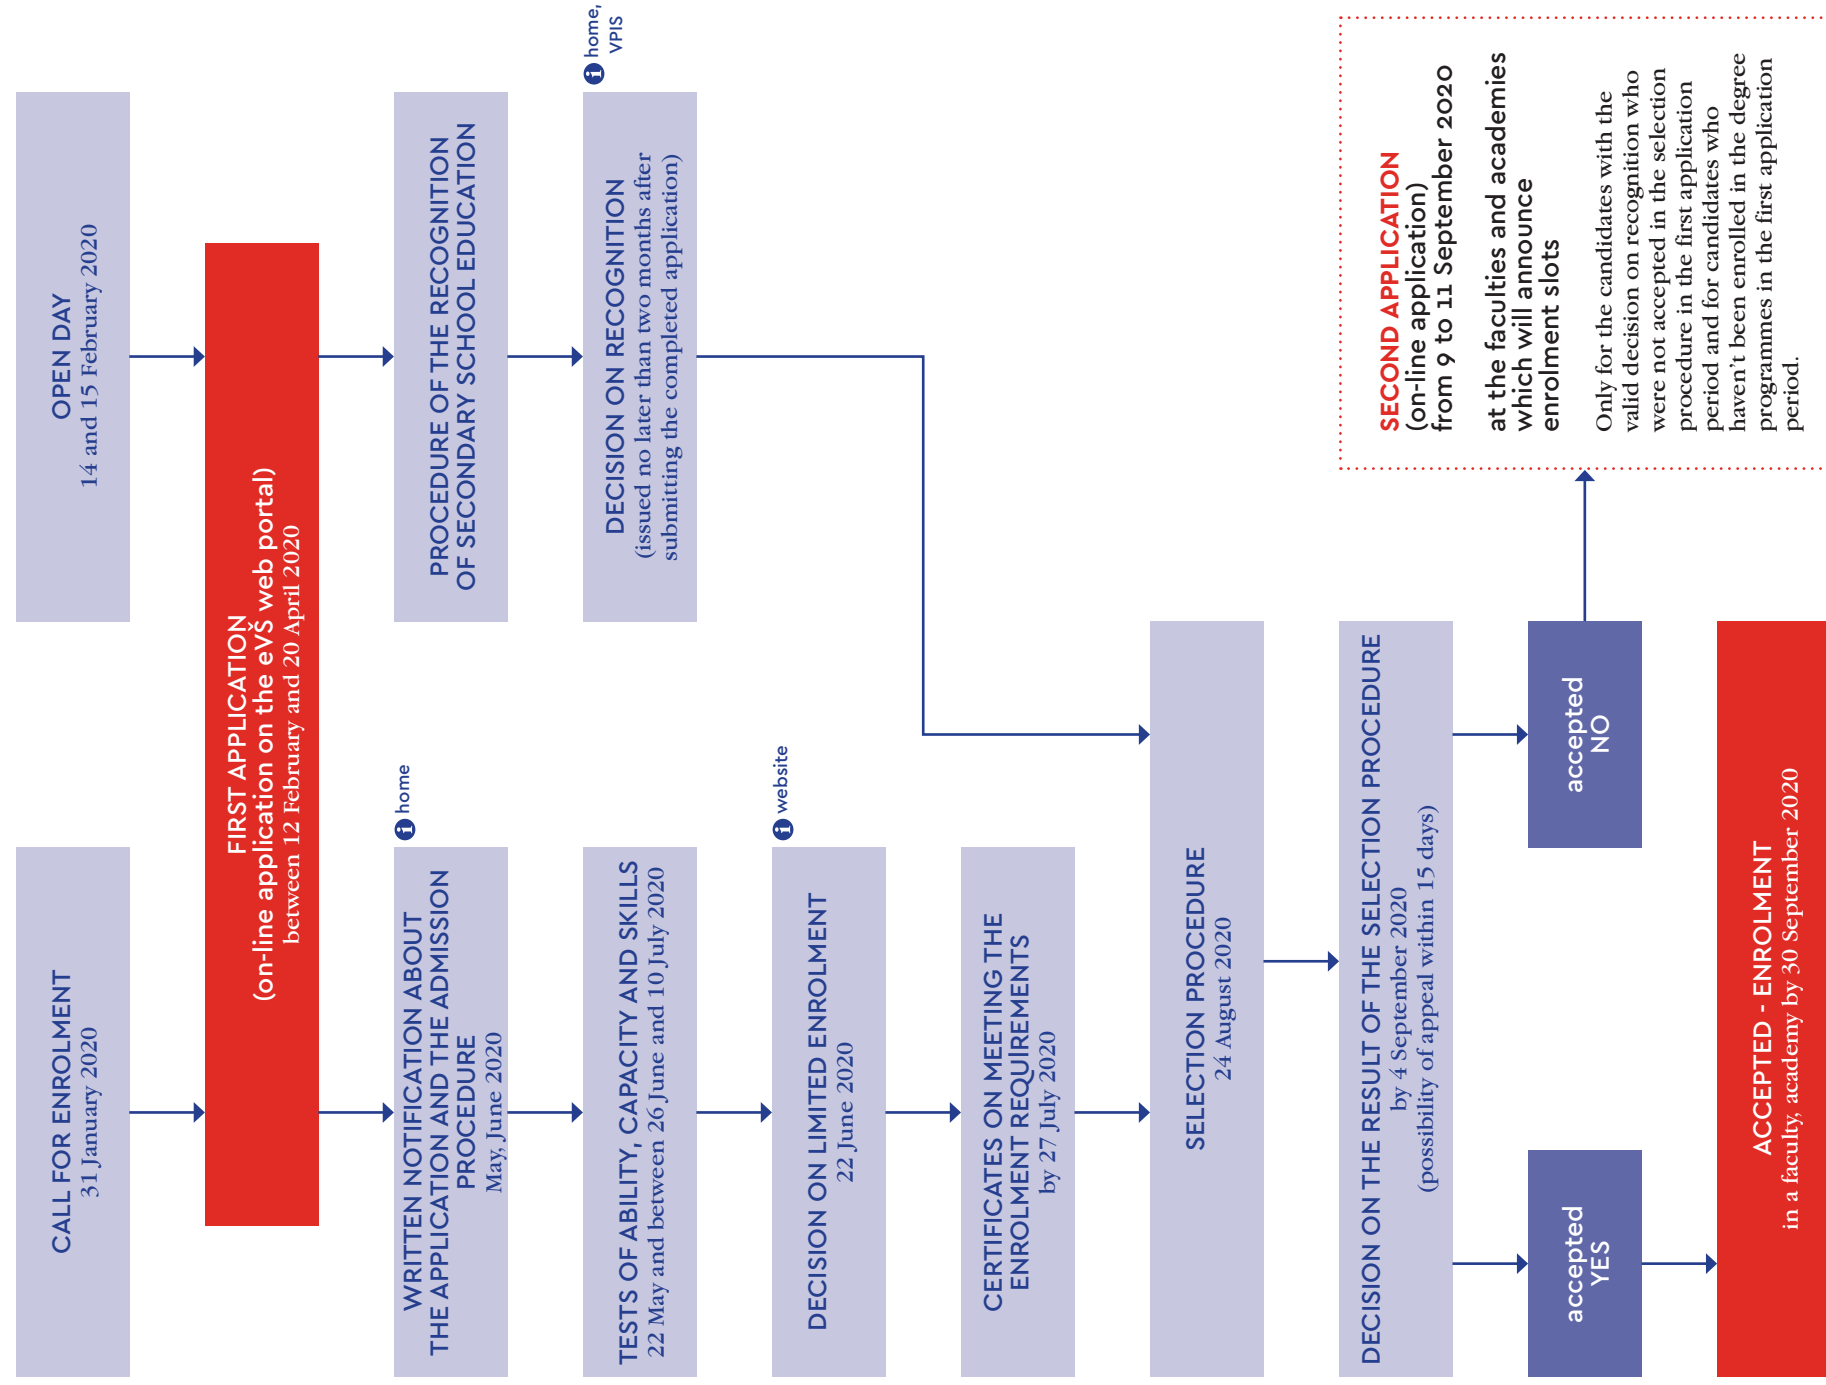 CALL FOR ENROLMENT
31 January 2020
OPEN DAY
14 and 15 February 2020
FIRST APPLICATION
(on-line application on the eVŠ web portal)
between 12 February and 20 April 2020
home
WRITTEN NOTIFICATION ABOUT
THE APPLICATION AND THE ADMISSION
PROCEDURE
May, June 2020
PROCEDURE OF THE RECOGNITION
OF SECONDARY SCHOOL EDUCATION
TESTS OF ABILITY, CAPACITY AND SKILLS
22 May and between 26 June and 10 July 2020
home,
VPIS
DECISION ON RECOGNITION
(issued no later than two months after
submitting the completed application)
website
DECISION ON LIMITED ENROLMENT
22 June 2020
CERTIFICATES ON MEETING THE
ENROLMENT REQUIREMENTS
by 27 July 2020
SELECTION PROCEDURE
24 August 2020
DECISION ON THE RESULT OF THE SELECTION PROCEDURE
by 4 September 2020
(possibility of appeal within 15 days)
accepted
YES
accepted
NO
ACCEPTED - ENROLMENT
in a faculty, academy by 30 September 2020
SECOND APPLICATION
(on-line application)
from 9 to 11 September 2020
at the faculties and academies
which will announce
enrolment slots
Only for the candidates with the
valid decision on recognition who
were not accepted in the selection
procedure in the first application
period and for candidates who
haven't been enrolled in the degree
programmes in the first application
period.